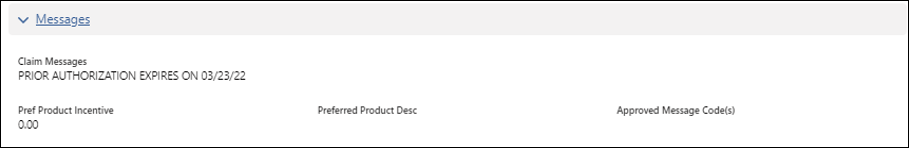 Messages
Claim Messages
PRIOR AUTHORIZATION EXPIRES ON 03/23/22
Pref Product Incentive Preferred Product Desc Approved Message Code(s)
0.00